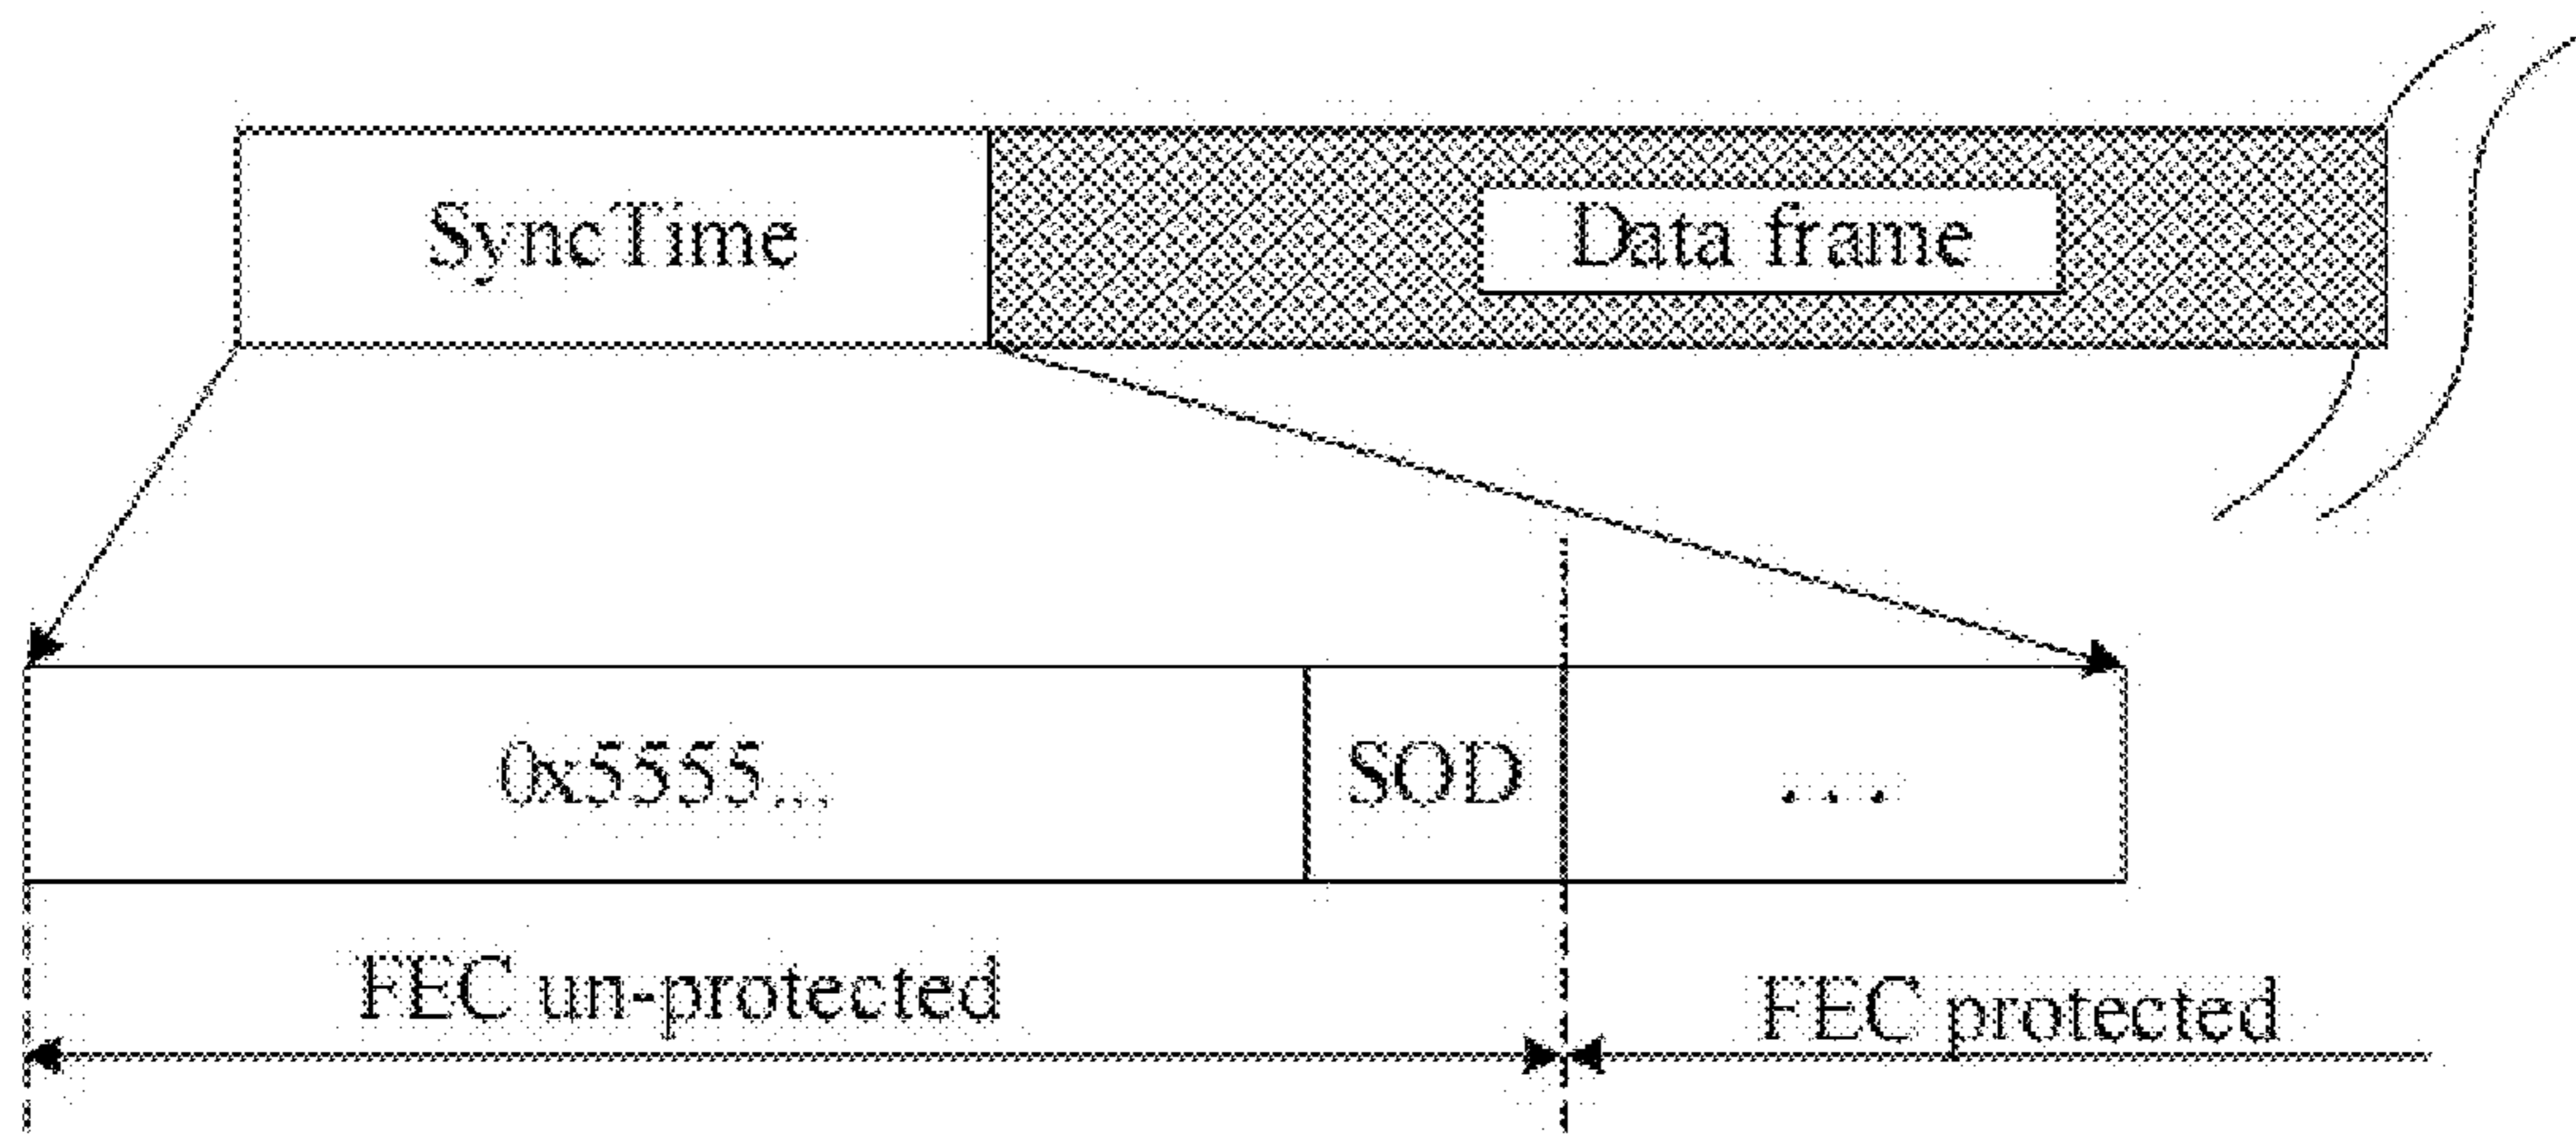 SyncTime Data frame
0x5555... SOD ...
FEC un-protected FEC protected